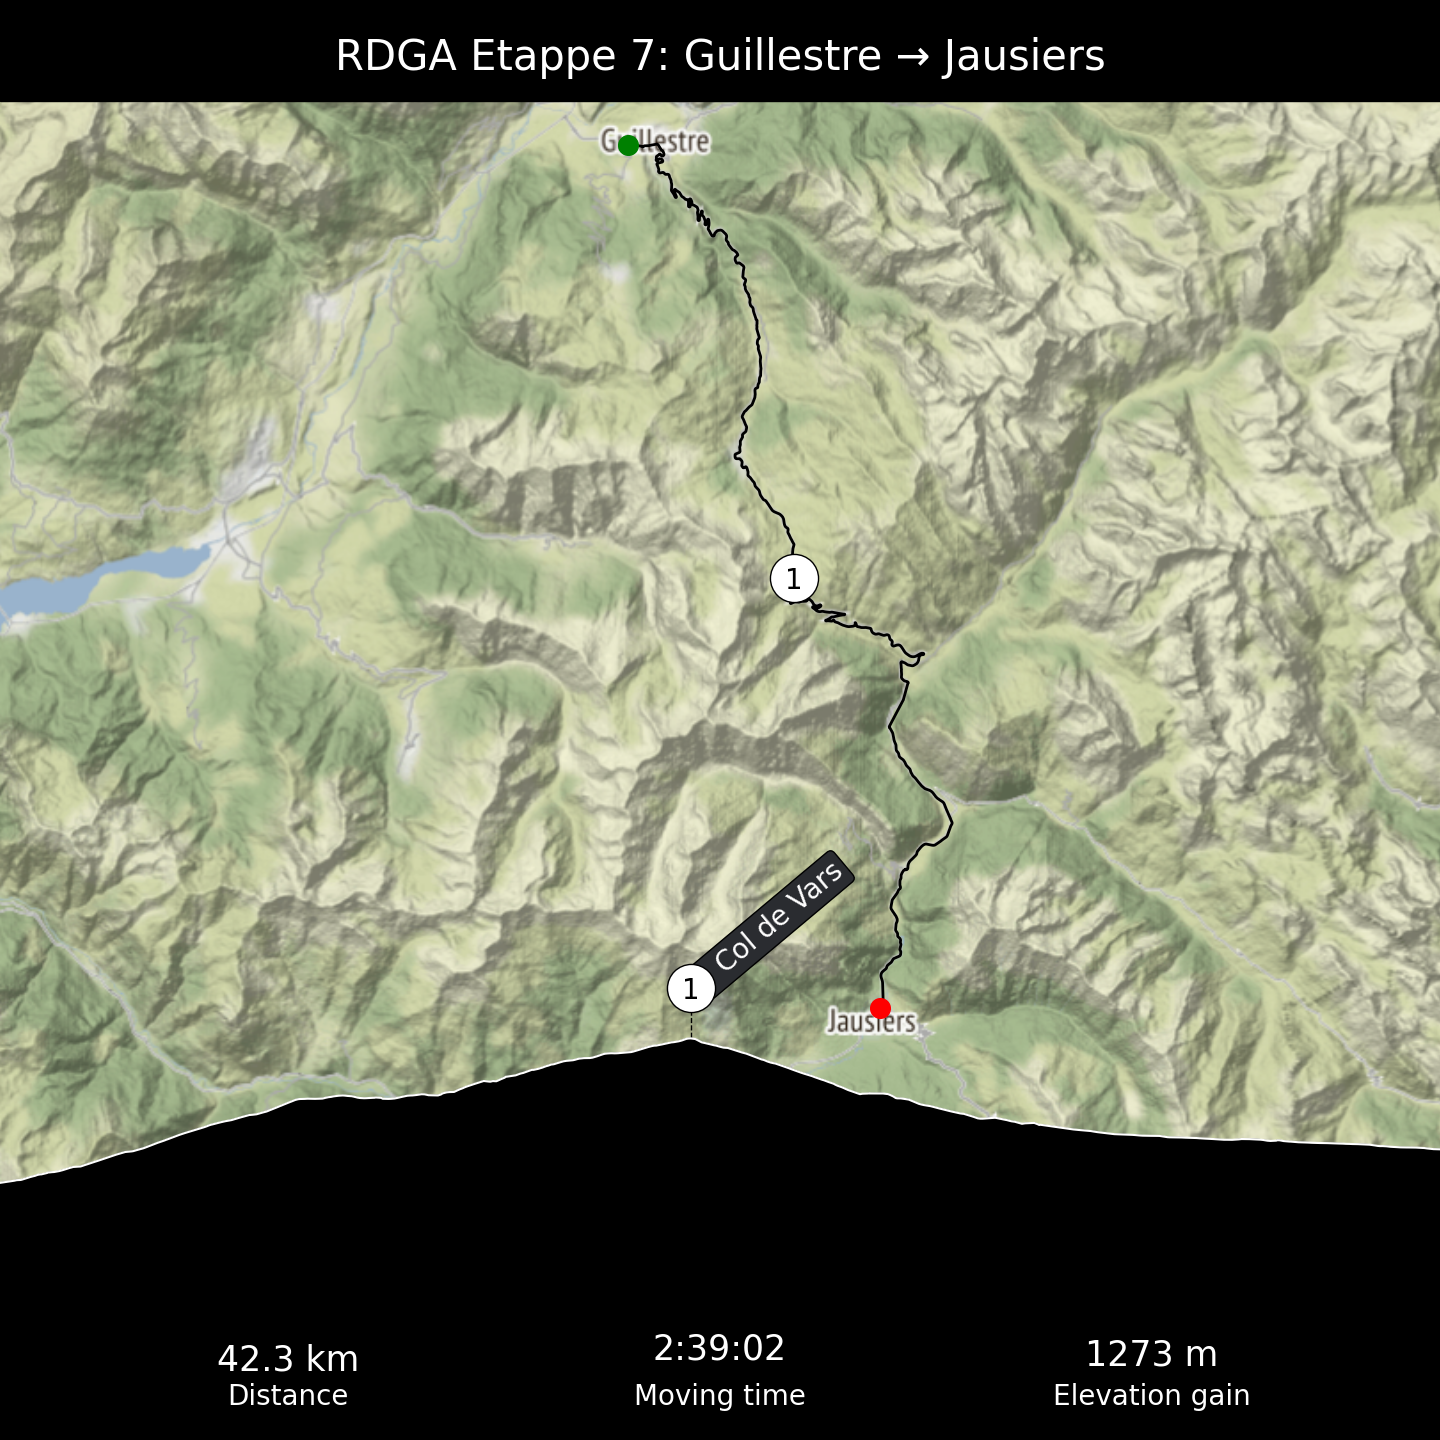 RDGA Etappe 7: Guillestre → Jausiers
Guillestre
1
Col de Vars
1
Jausiers
42.3 km
Distance
2:39:02
Moving time
1273 m
Elevation gain